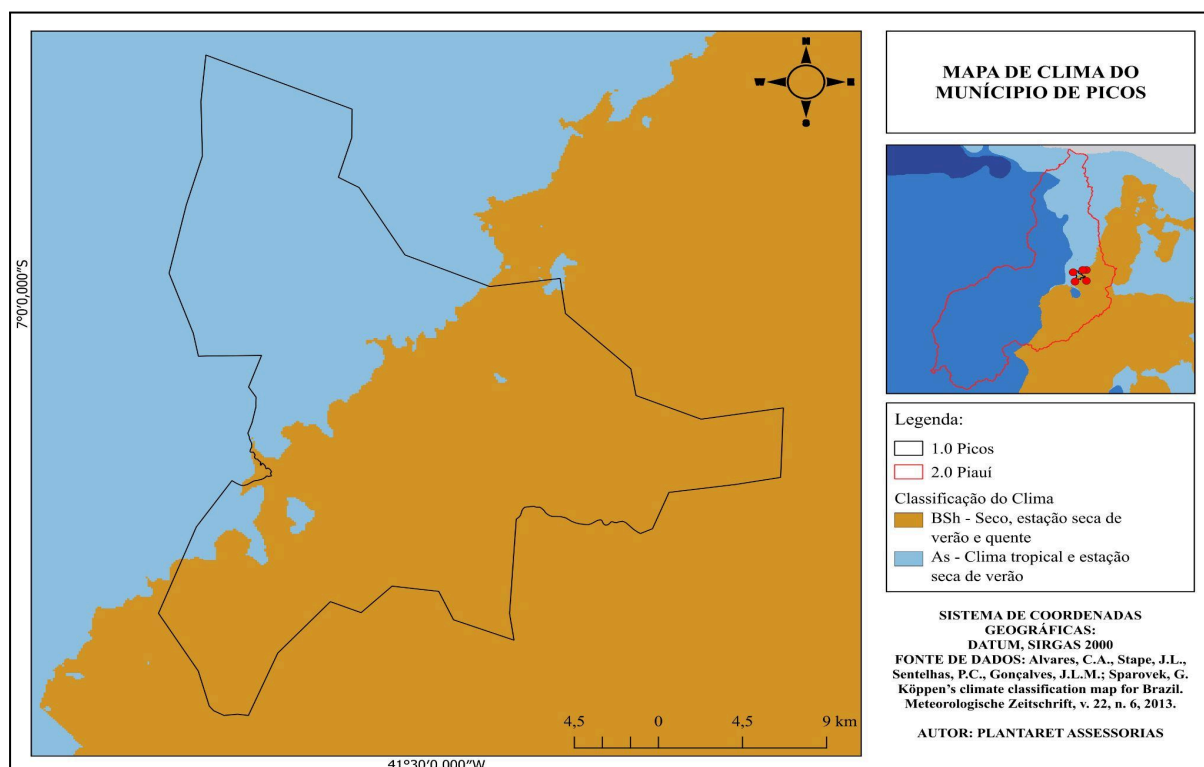 MAPA DE CLIMA DO
MUNÍCIPIO DE PICOS
N
W
S
7°0'0,000"S
41°30'0,000"W
4,5 0 4,5 9 km
Legenda:
1.0 Picos
2.0 Piauí
Classificação do Clima
BSh - Seco, estação seca de
verão e quente
As - Clima tropical e estação
seca de verão
SISTEMA DE COORDENADAS
GEOGRÁFICAS:
DATUM, SIRGAS 2000
FONTE DE DADOS: Alvares, C.A., Stape, J.L.,
Sentelhas, P.C., Gonçalves, J.L.M.; Sparovek, G.
Köppen's climate classification map for Brazil.
Meteorologische Zeitschrift, v. 22, n. 6, 2013.
AUTOR: PLANTARET ASSESSORIAS